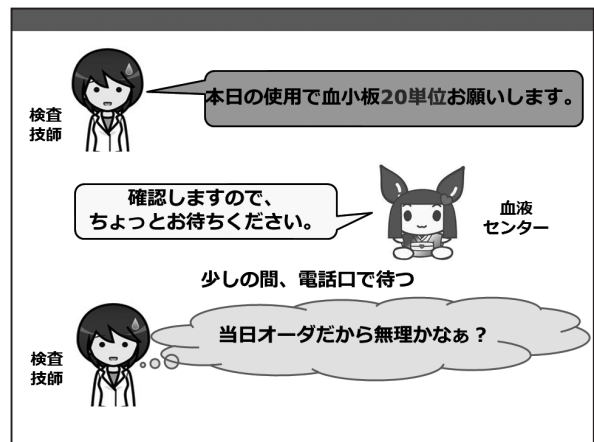 本日の使用で血小板20単位お願いします。
検査
技師
確認しますので、
ちょっとお待ちください。
血液
センター
少しの間、電話口で待つ
当日オーダだから無理かなぁ？
検査
技師